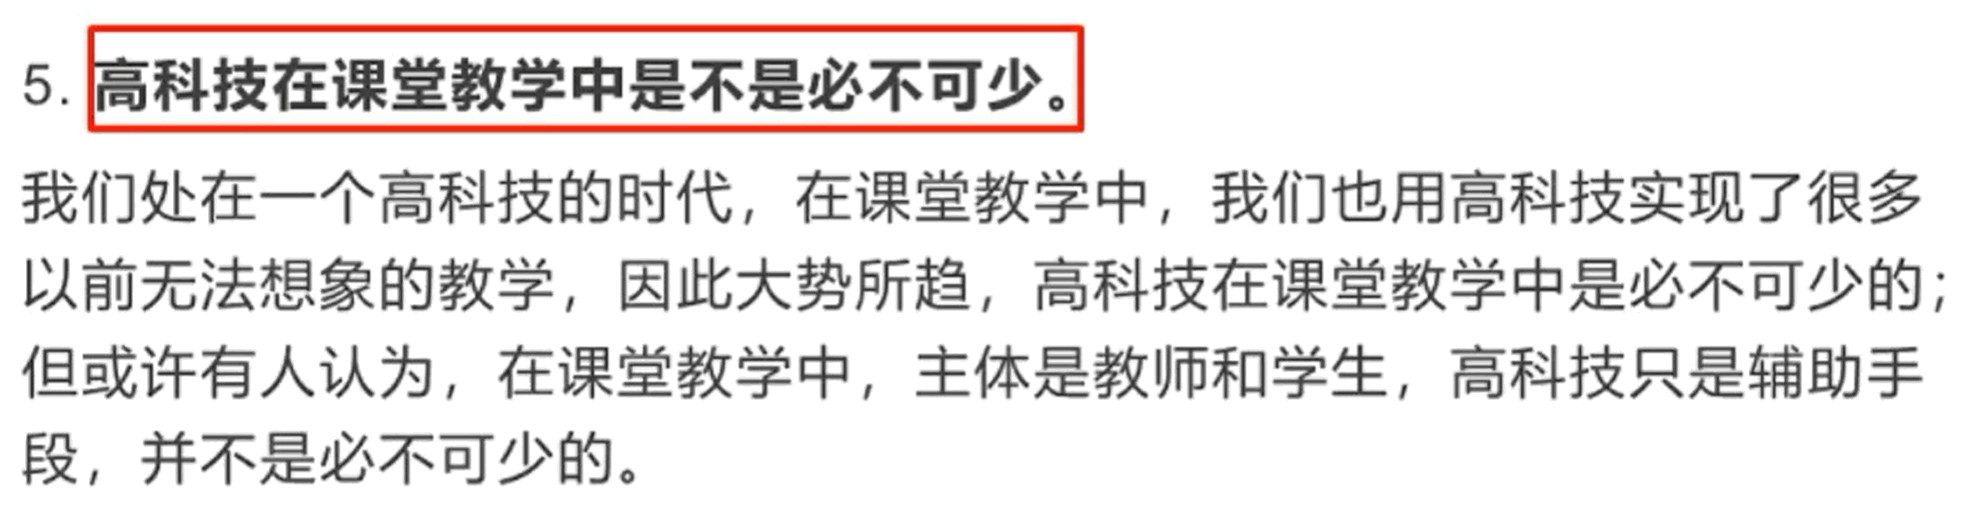 5. 高科技在课堂教学中是不是必不可少。
我们处在一个高科技的时代，在课堂教学中，我们也用高科技实现了很多
以前无法想象的教学，因此大势所趋，高科技在课堂教学中是必不可少的；
但或许有人认为，在课堂教学中，主体是教师和学生，高科技只是辅助手
段，并不是必不可少的。